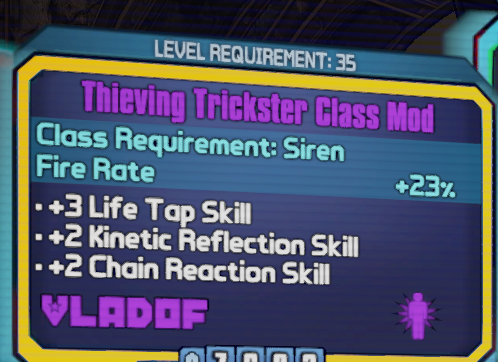 LEVEL REQUIREMENT: 35
Thieving Trickster Class Mod
Class Requirement: Siren
Fire Rate +23%
• +3 Life Tap Skill
• +2 Kinetic Reflection Skill
• +2 Chain Reaction Skill
VLADOF